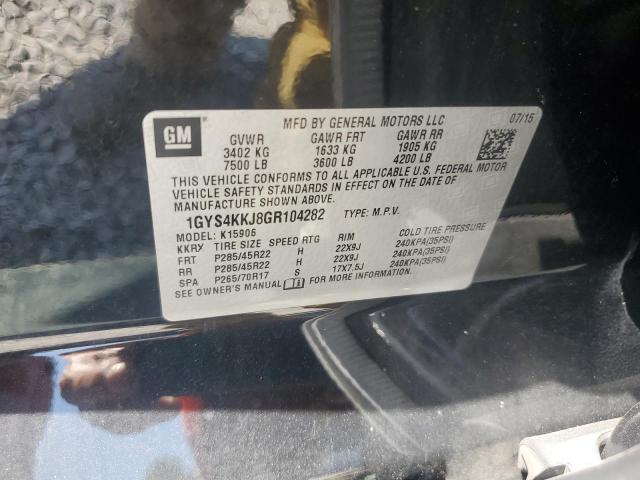 GM
MFD BY GENERAL MOTORS LLC 07/15
GVWR GAWR FRT GAWR RR
3402 KG 1633 KG 1905 KG
7500 LB 3600 LB 4200 LB
THIS VEHICLE CONFORMS TO ALL APPLICABLE U.S. FEDERAL MOTOR
VEHICLE SAFETY STANDARDS IN EFFECT ON THE DATE OF
MANUFACTURE SHOWN ABOVE.
1GYS4KKJ8GR104282 TYPE: M.P.V.
MODEL: K15906
KKRX TIRE SIZE SPEED RTG RIM COLD TIRE PRESSURE
FRT P285/45R22 H 22X9J 240KPA(35PSI)
RR P285/45R22 H 22X9J 240KPA(35PSI)
SPA P265/70R17 S 17X7.5J 240KPA(35PSI)
SEE OWNER'S MANUAL FOR MORE INFORMATION.